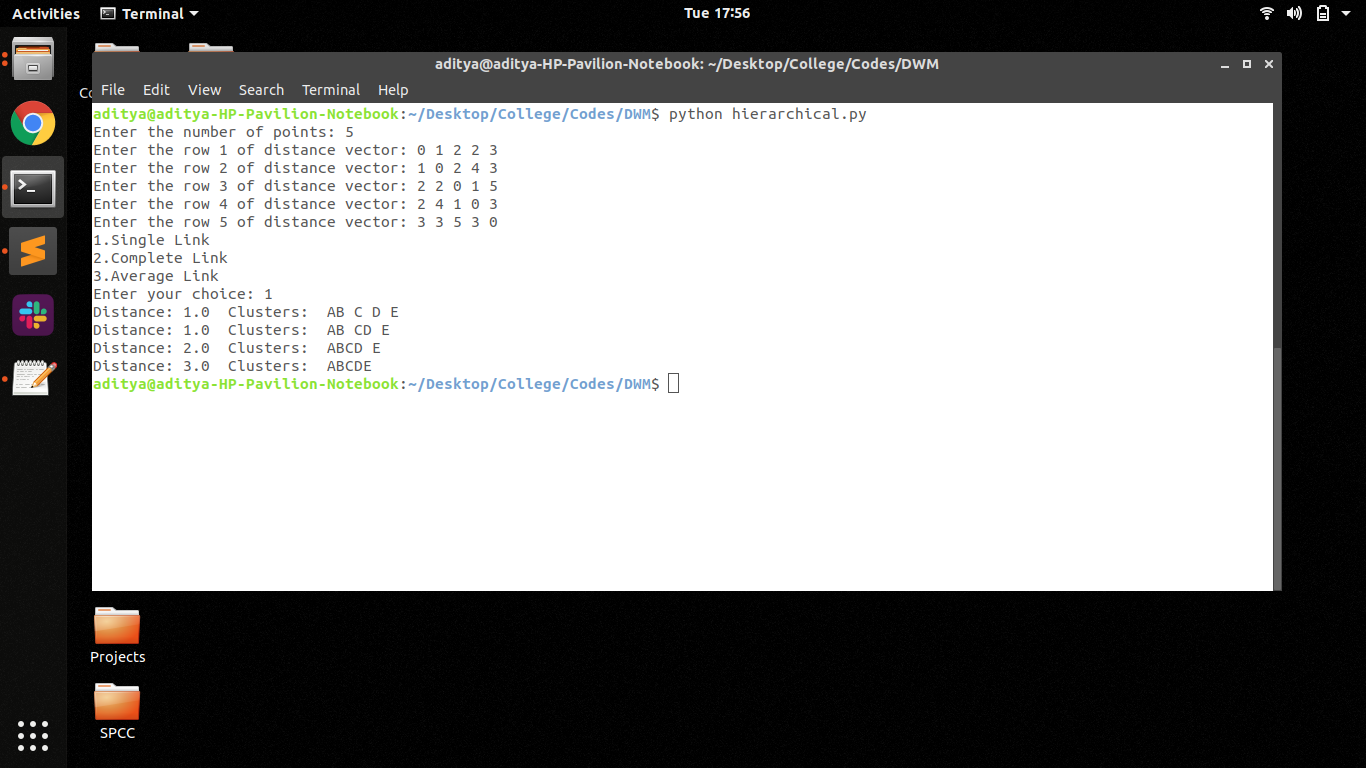 Activities Terminal Tue 17:56
aditya@aditya-HP-Pavilion-Notebook: ~/Desktop/College/Codes/DWM
File Edit View Search Terminal Help
aditya@aditya-HP-Pavilion-Notebook:~/Desktop/College/Codes/DWM$ python hierarchical.py
Enter the number of points: 5
Enter the row 1 of distance vector: 0 1 2 2 3
Enter the row 2 of distance vector: 1 0 2 4 3
Enter the row 3 of distance vector: 2 2 0 1 5
Enter the row 4 of distance vector: 2 4 1 0 3
Enter the row 5 of distance vector: 3 3 5 3 0
1.Single Link
2.Complete Link
3.Average Link
Enter your choice: 1
Distance: 1.0  Clusters:  AB C D E
Distance: 1.0  Clusters:  AB CD E
Distance: 2.0  Clusters:  ABCD E
Distance: 3.0  Clusters:  ABCDE
aditya@aditya-HP-Pavilion-Notebook:~/Desktop/College/Codes/DWM$
Projects
SPCC